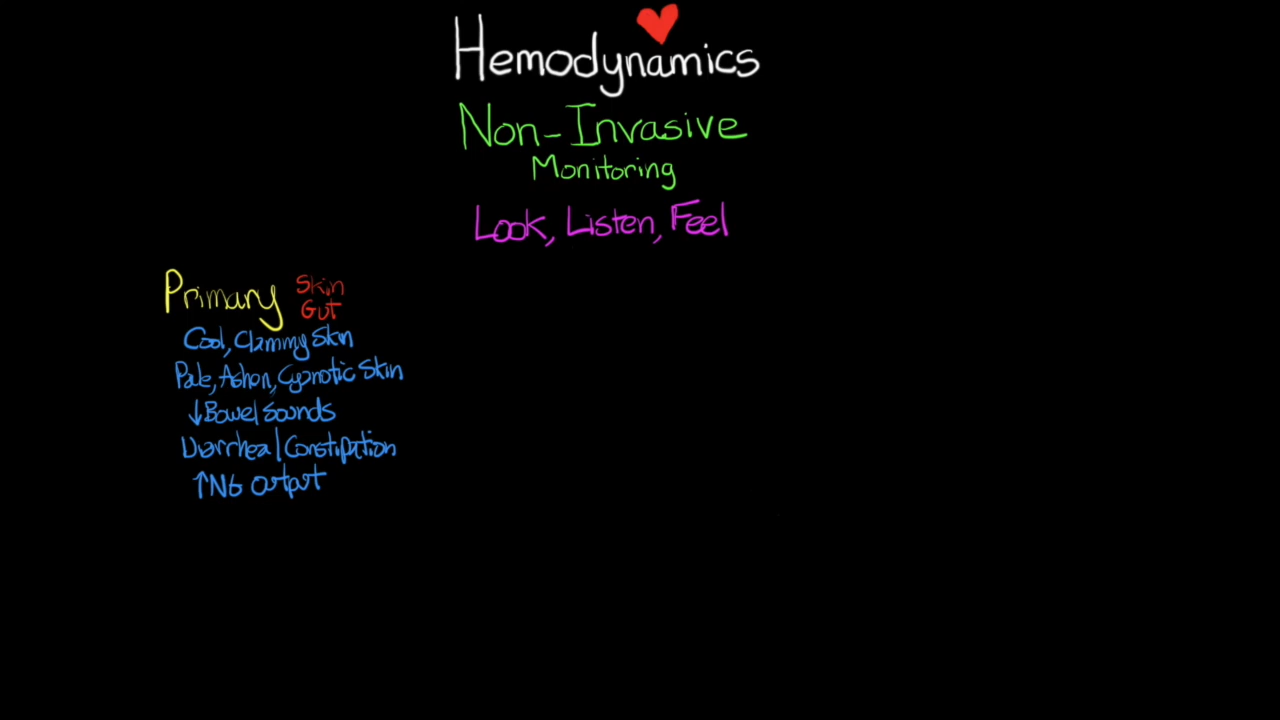 Hemodynamics
Non-Invasive
Monitoring
Look, Listen, Feel
Primary Skin
Gut
Cool, Clammy Skin
Pale, Ashen, Cyanotic Skin
↓Bowel Sounds
Diarrhea/Constipation
↑NG output